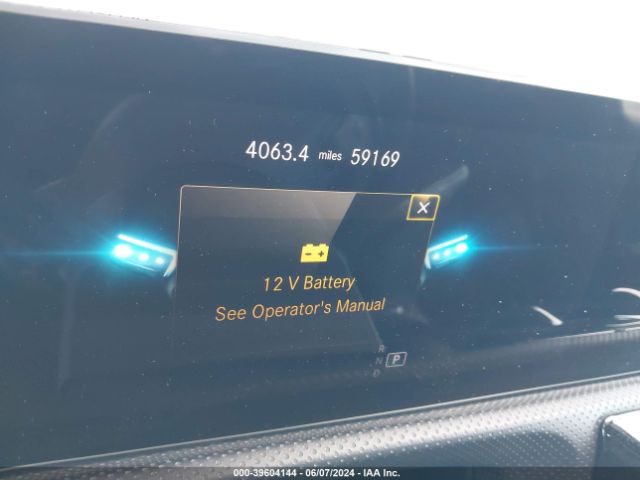 4063.4 miles 59169
X
12 V Battery
See Operator's Manual
R
N P
D
000-39604144 - 06/07/2024 - IAA Inc.